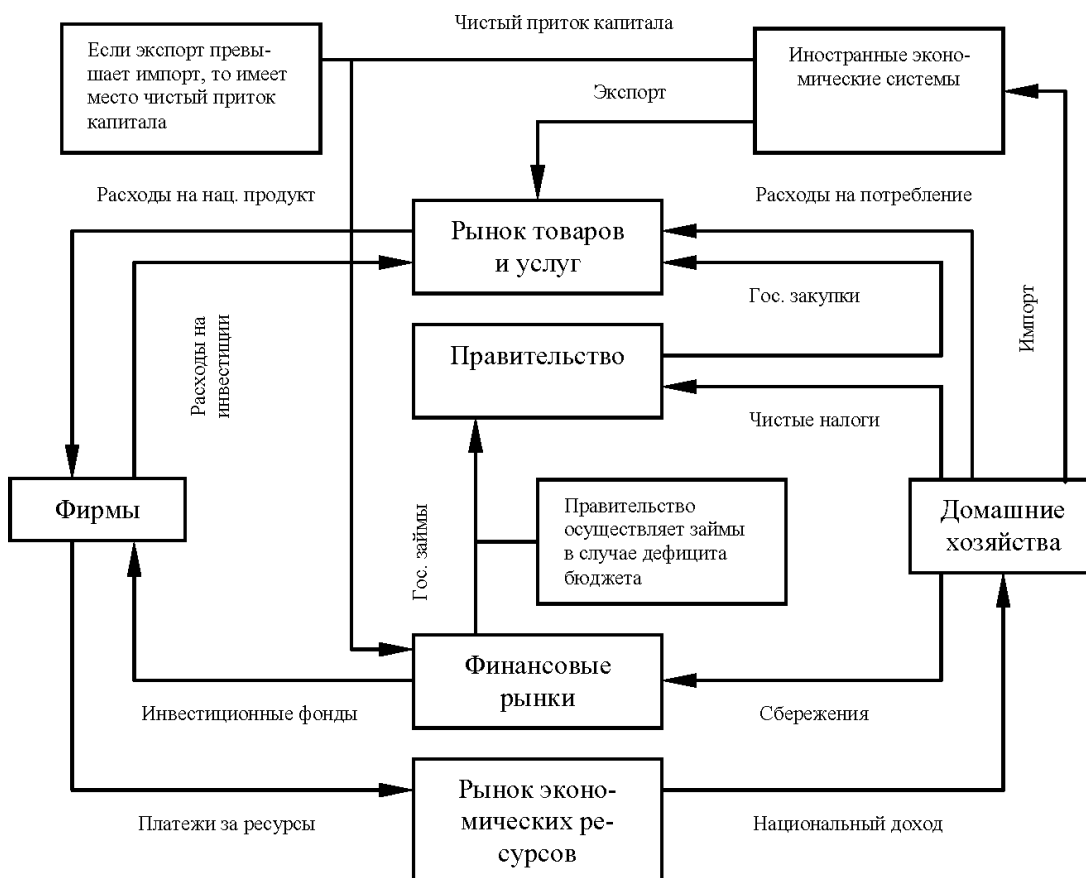 Чистый приток капитала
Если экспорт превы-
шает импорт, то имеет
место чистый приток
капитала
Иностранные эконо-
мические системы
Экспорт
Расходы на нац. продукт
Расходы на потребление
Рынок товаров
и услуг
Гос. закупки
Импорт
Расходы на
инвестиции
Правительство
Чистые налоги
Фирмы
Гос. займы
Правительство
осуществляет займы
в случае дефицита
бюджета
Домашние
хозяйства
Финансовые
рынки
Инвестиционные фонды
Сбережения
Рынок эконо-
мических ре-
сурсов
Платежи за ресурсы
Национальный доход